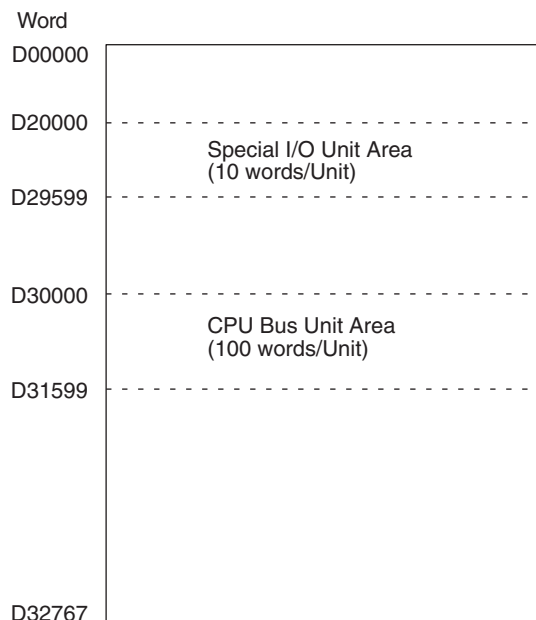 Word
D00000
D20000
Special I/O Unit Area
(10 words/Unit)
D29599
D30000
CPU Bus Unit Area
(100 words/Unit)
D31599
D32767